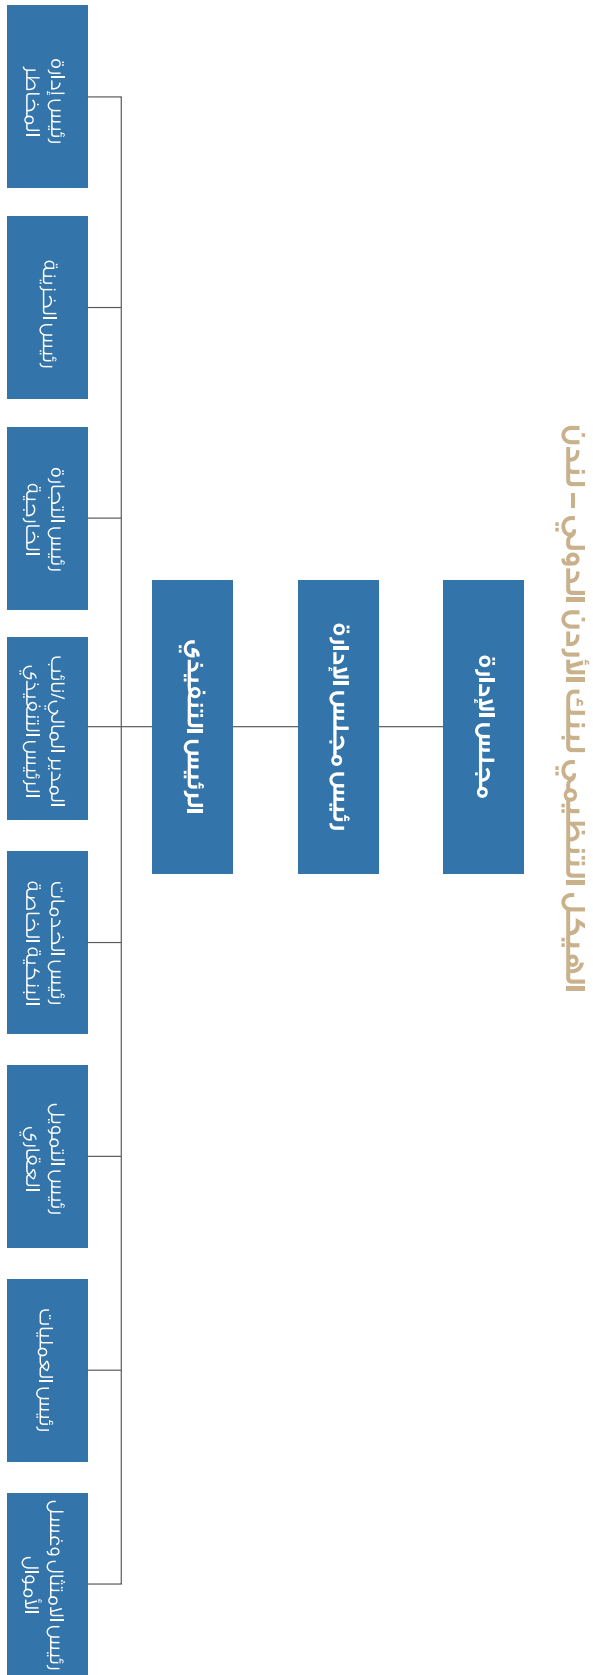 الهيكل التنظيمي لبنك الأردن الدولي – لندن
مجلس الإدارة
رئيس مجلس الإدارة
الرئيس التنفيذي
رئيس إدارة
المخاطر
رئيس الخزينة
رئيس التجارة
الخارجية
المدير المالي/نائب
الرئيس التنفيذي
رئيس الخدمات
البنكية الخاصة
رئيس التمويل
العقاري
رئيس العمليات
رئيس الامتثال وغسل
الأموال